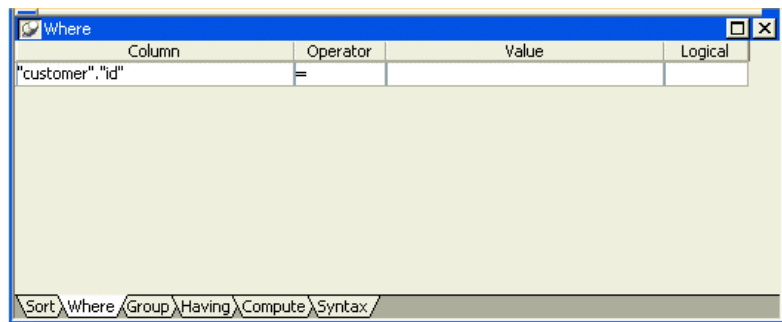 Where
Column Operator Value Logical
"customer"."id" =
Sort Where Group Having Compute Syntax